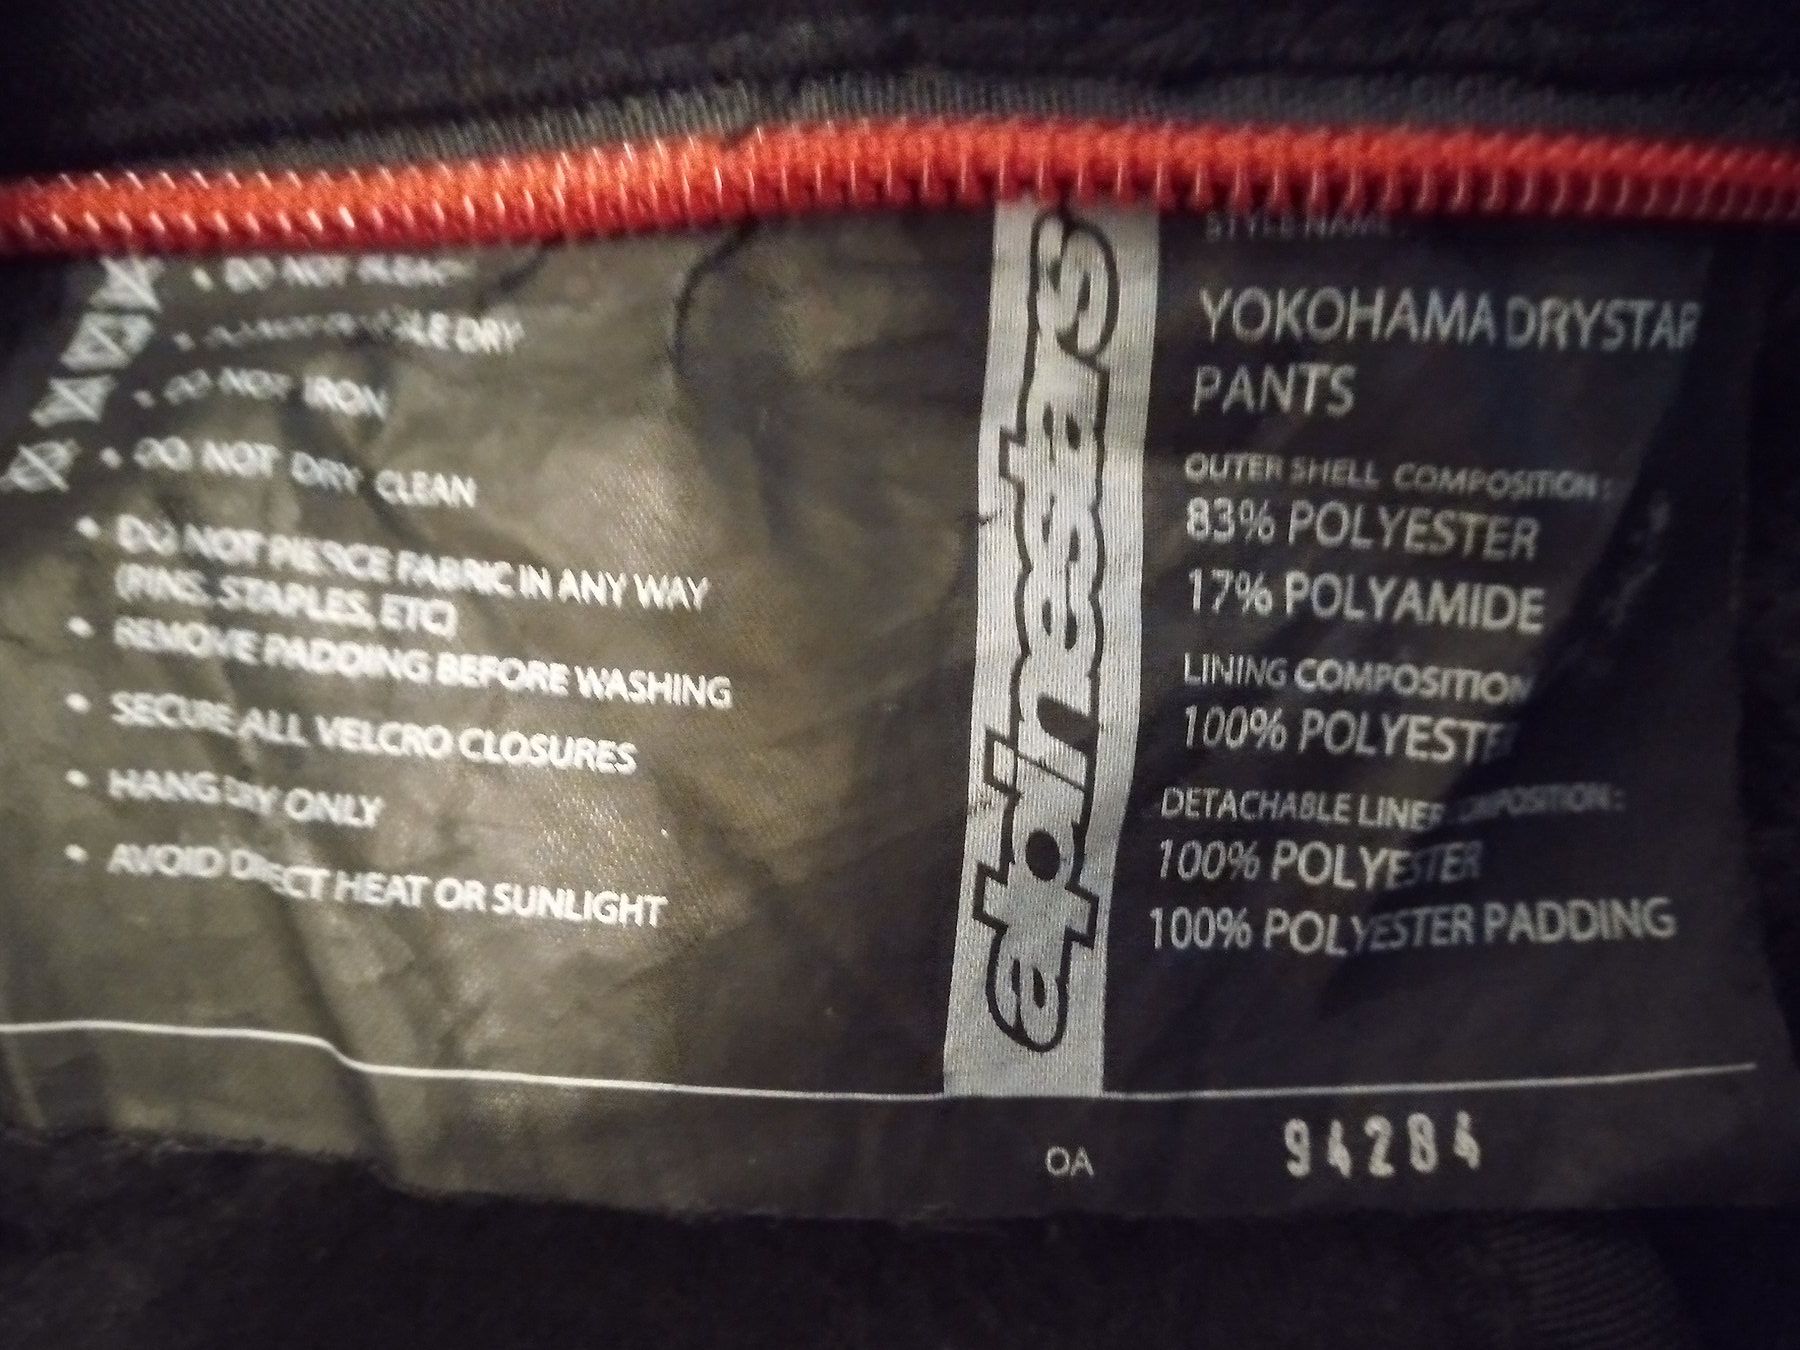 • DO NOT BLEACH
DRY
• DO NOT IRON
• DO NOT DRY CLEAN
• DO NOT PIERCE FABRIC IN ANY WAY
(PINS, STAPLES, ETC)
• REMOVE PADDING BEFORE WASHING
• SECURE ALL VELCRO CLOSURES
• HANG DRY ONLY
• AVOID DIRECT HEAT OR SUNLIGHT
alpinestars
STYLE NAME :
YOKOHAMA DRYSTAR
PANTS
OUTER SHELL COMPOSITION :
83% POLYESTER
17% POLYAMIDE
LINING COMPOSITION
100% POLYESTER
DETACHABLE LINER COMPOSITION :
100% POLYESTER
100% POLYESTER PADDING
OA
94284